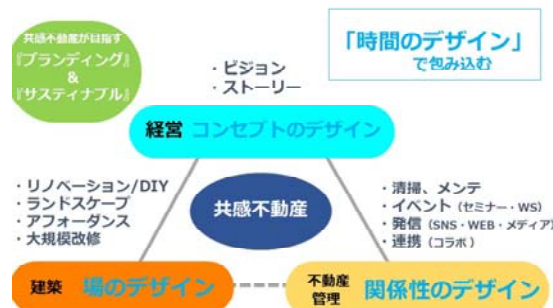 共感不動産が目指す
『ブランディング』
&
『サスティナブル』
「時間のデザイン」
で包み込む
・ビジョン
・ストーリー
経営 コンセプトのデザイン
・リノベーション/DIY
・ランドスケープ
・アフォーダンス
・大規模改修
共感不動産
・清掃、メンテ
・イベント（セミナー・WS）
・発信（SNS・WEB・メディア）
・連携（コラボ）
建築 場のデザイン
不動産
管理 関係性のデザイン